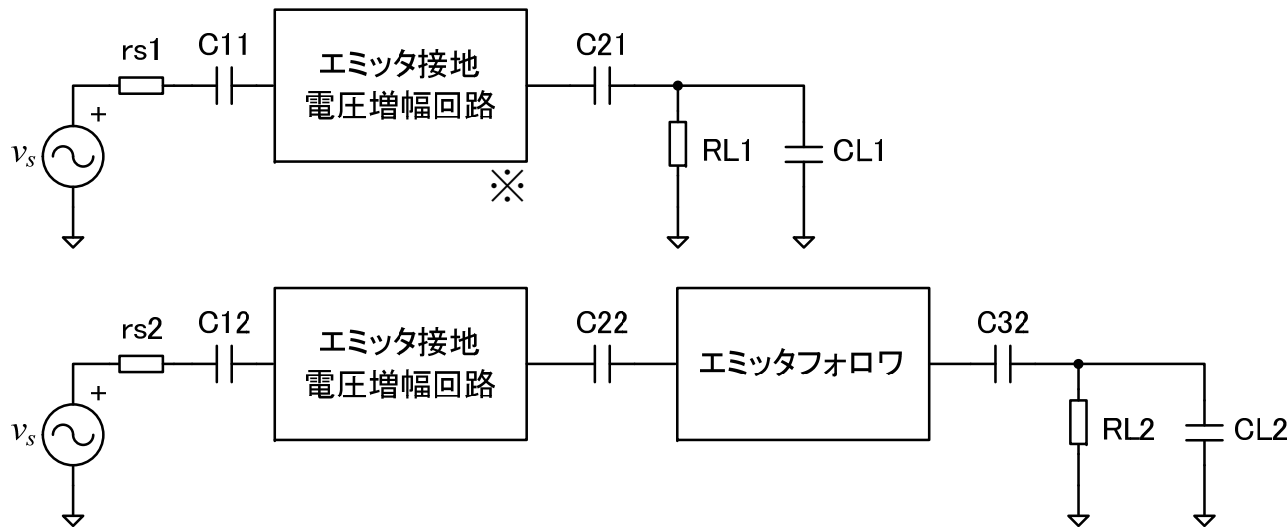 rs1
C11
エミッタ接地
電圧増幅回路
C21
+
vs
RL1
CL1
※
rs2
C12
エミッタ接地
電圧増幅回路
C22
エミッタフォロワ
C32
+
vs
RL2
CL2